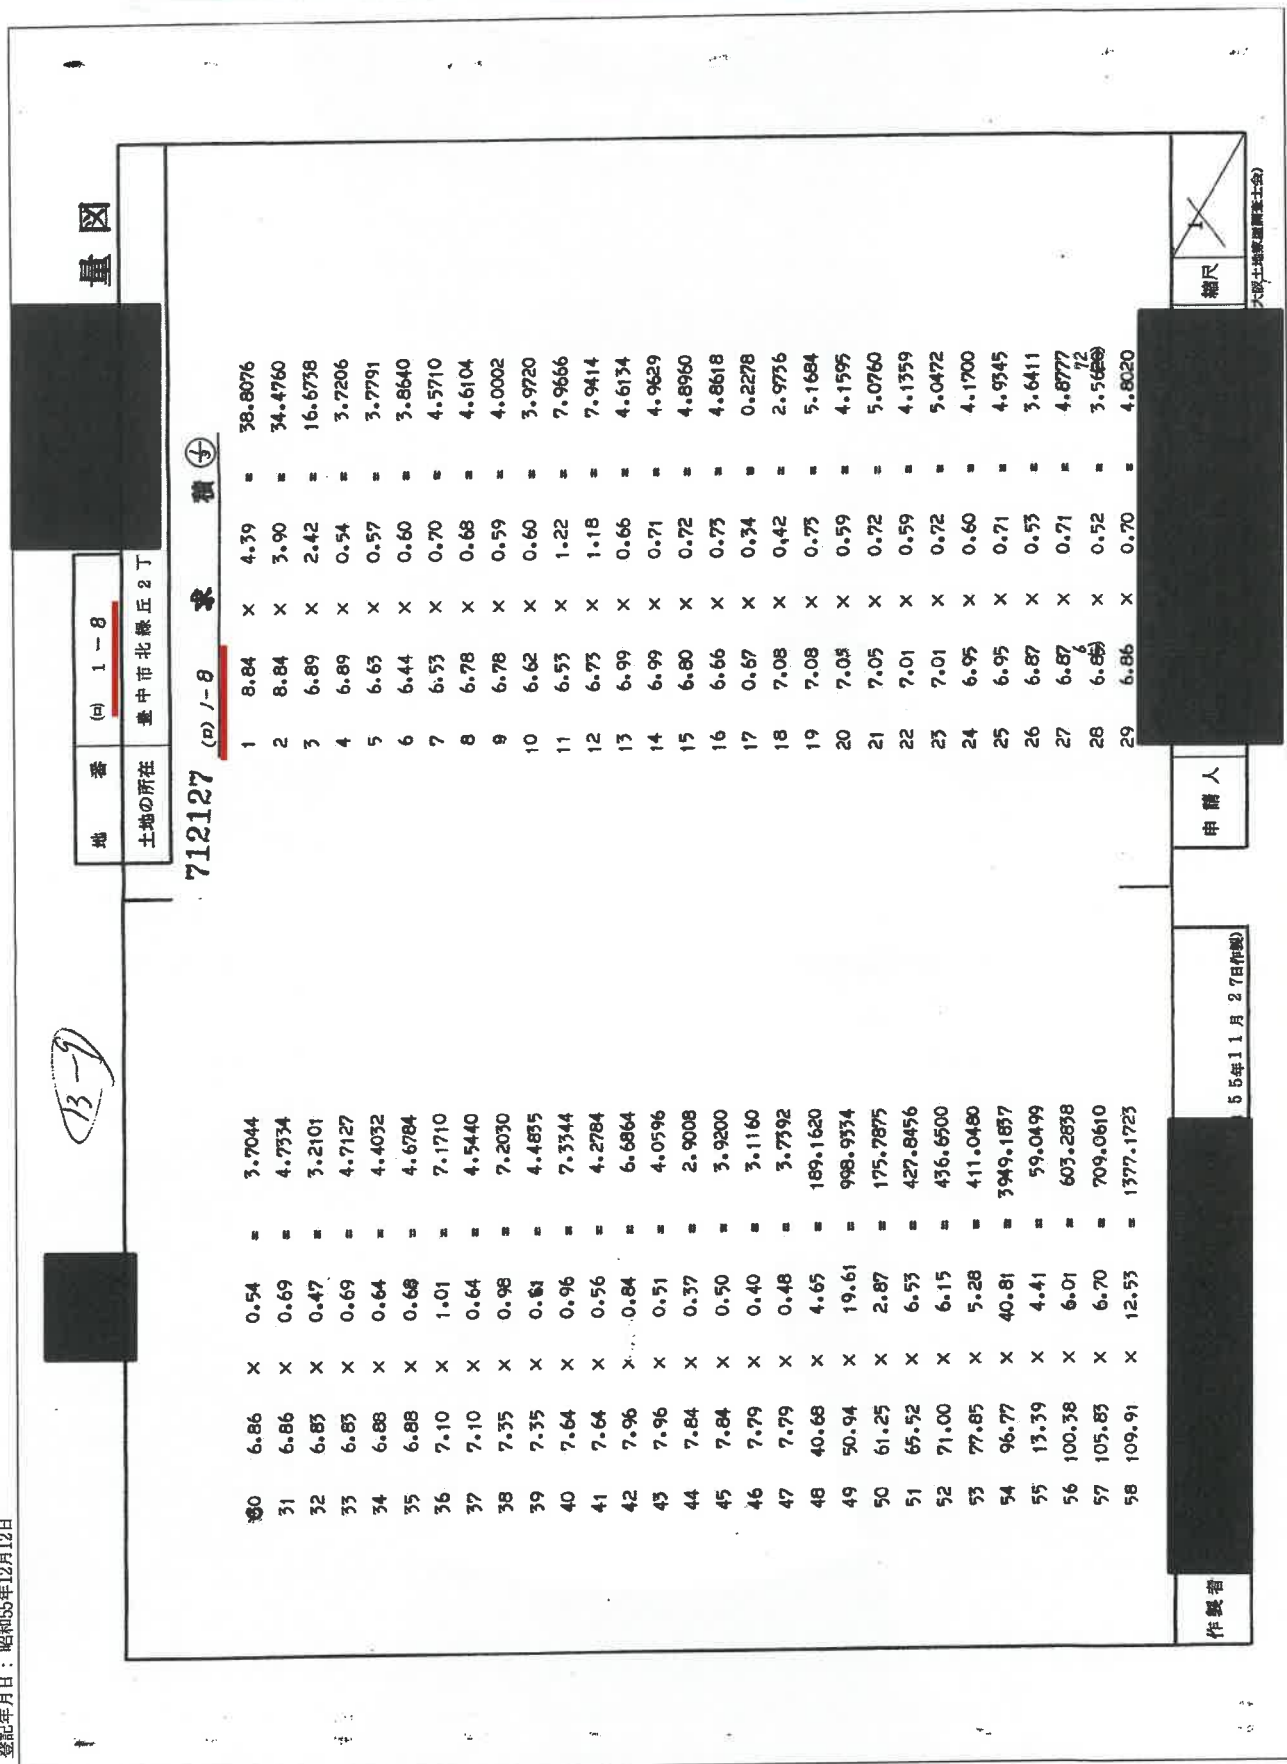 登記年月日：昭和55年12月12日
13-9
量図
地番 (ロ) 1-8
土地の所在 豊中市北緑丘2丁
712127
(ロ) 1-8 求積 1/3
1 8.84 × 4.39 = 38.8076
2 8.84 × 3.90 = 34.4760
3 6.89 × 2.42 = 16.6738
4 6.89 × 0.54 = 3.7206
5 6.63 × 0.57 = 3.7791
6 6.44 × 0.60 = 3.8640
7 6.53 × 0.70 = 4.5710
8 6.78 × 0.68 = 4.6104
9 6.78 × 0.59 = 4.0002
10 6.62 × 0.60 = 3.9720
11 6.53 × 1.22 = 7.9666
12 6.73 × 1.18 = 7.9414
13 6.99 × 0.66 = 4.6134
14 6.99 × 0.71 = 4.9629
15 6.80 × 0.72 = 4.8960
16 6.66 × 0.73 = 4.8618
17 0.67 × 0.34 = 0.2278
18 7.08 × 0.42 = 2.9736
19 7.08 × 0.73 = 5.1684
20 7.05 × 0.59 = 4.1595
21 7.05 × 0.72 = 5.0760
22 7.01 × 0.59 = 4.1359
23 7.01 × 0.72 = 5.0472
24 6.95 × 0.60 = 4.1700
25 6.95 × 0.71 = 4.9345
26 6.87 × 0.53 = 3.6411
27 6.87 × 0.71 = 4.8777
28 6.86 × 0.52 = 3.5672
29 6.86 × 0.70 = 4.8020
30 6.86 × 0.54 = 3.7044
31 6.86 × 0.69 = 4.7334
32 6.83 × 0.47 = 3.2101
33 6.83 × 0.69 = 4.7127
34 6.88 × 0.64 = 4.4032
35 6.88 × 0.68 = 4.6784
36 7.10 × 1.01 = 7.1710
37 7.10 × 0.64 = 4.5440
38 7.35 × 0.98 = 7.2030
39 7.35 × 0.61 = 4.4835
40 7.64 × 0.96 = 7.3344
41 7.64 × 0.56 = 4.2784
42 7.96 × 0.84 = 6.6864
43 7.96 × 0.51 = 4.0596
44 7.84 × 0.37 = 2.9008
45 7.84 × 0.50 = 3.9200
46 7.79 × 0.40 = 3.1160
47 7.79 × 0.48 = 3.7392
48 40.68 × 4.65 = 189.1620
49 50.94 × 19.61 = 998.9334
50 61.25 × 2.87 = 175.7875
51 65.52 × 6.53 = 427.8456
52 71.00 × 6.15 = 436.6500
53 77.85 × 5.28 = 411.0480
54 96.77 × 40.81 = 3949.1837
55 13.39 × 4.41 = 59.0499
56 100.38 × 6.01 = 603.2838
57 105.83 × 6.70 = 709.0610
58 109.91 × 12.53 = 1377.1723
作製者
55年11月27日作製)
申請人
縮尺 1
大阪土地家屋調査士会)